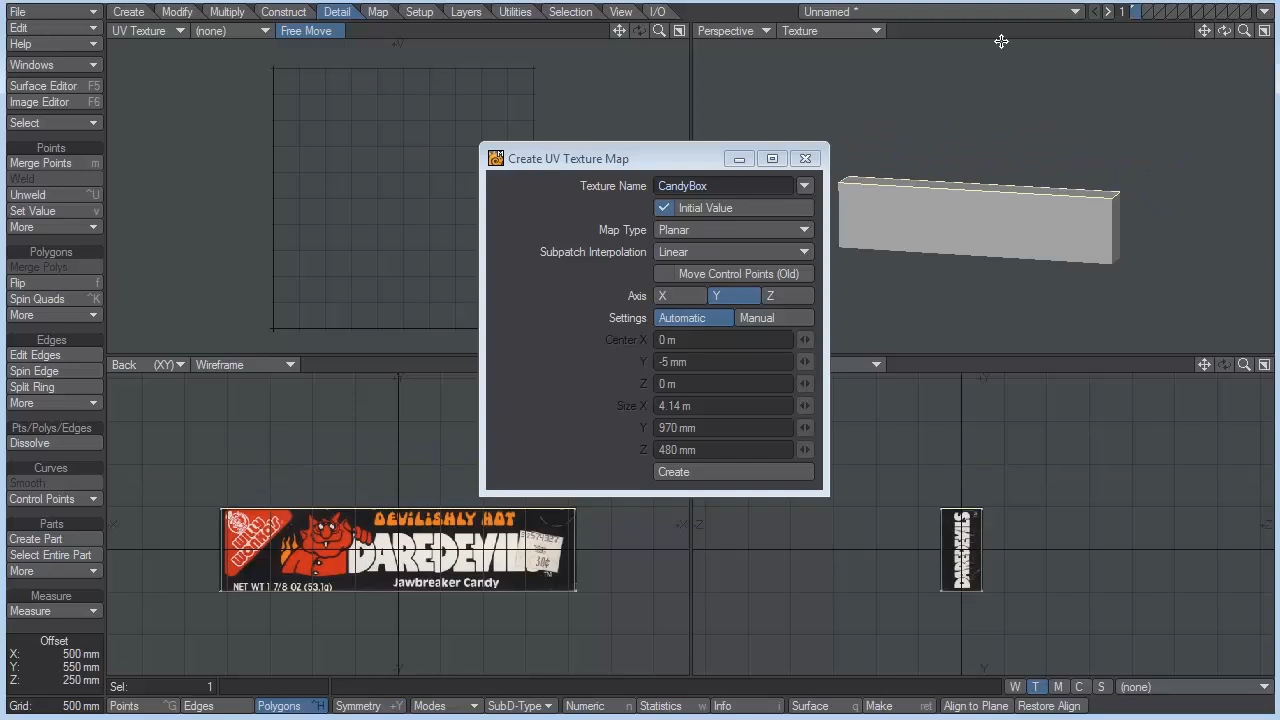 File Create Modify Multiply Construct Detail Map Setup Layers Utilities Selection View I/O Unnamed * < > 1
Edit UV Texture (none) Free Move Perspective Texture
Help
+V
Windows
Surface Editor F5
Image Editor F6
Select
Points
Merge Points m
Weld
Unweld ^U
Set Value v
More
Polygons
Merge Polys
Flip f
Spin Quads ^K
More
Edges
Edit Edges
Spin Edge
Split Ring
More
Pts/Polys/Edges
Dissolve
Curves
Smooth
Control Points
Parts
Create Part
Select Entire Part
More
Measure
Measure
Offset
X: 500 mm
Y: 550 mm
Z: 250 mm
Grid: 500 mm
Create UV Texture Map
Texture Name CandyBox
Initial Value
Map Type Planar
Subpatch Interpolation Linear
Move Control Points (Old)
Axis X Y Z
Settings Automatic Manual
Center X 0 m
Y -5 mm
Z 0 m
Size X 4.14 m
Y 970 mm
Z 480 mm
Create
Back (XY) Wireframe
WILLY WONKA'S
DEVILISHLY HOT
DAREDEVIL
30¢
Jawbreaker Candy
NET WT 1 7/8 OZ (53.1g)
DAREDEVILS
Sel: 1 W T M C S (none)
Points ^G Edges Polygons ^H Symmetry +Y Modes SubD-Type Numeric n Statistics w Info i Surface q Make ret Align to Plane Restore Align